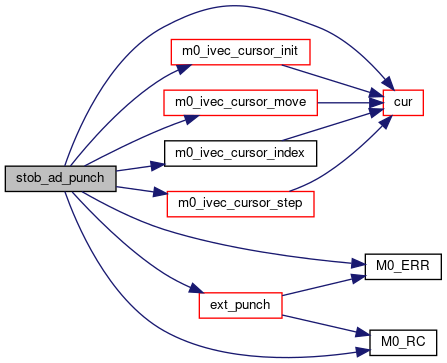 m0_ivec_cursor_init
m0_ivec_cursor_move
cur
m0_ivec_cursor_index
stob_ad_punch
m0_ivec_cursor_step
M0_ERR
ext_punch
M0_RC